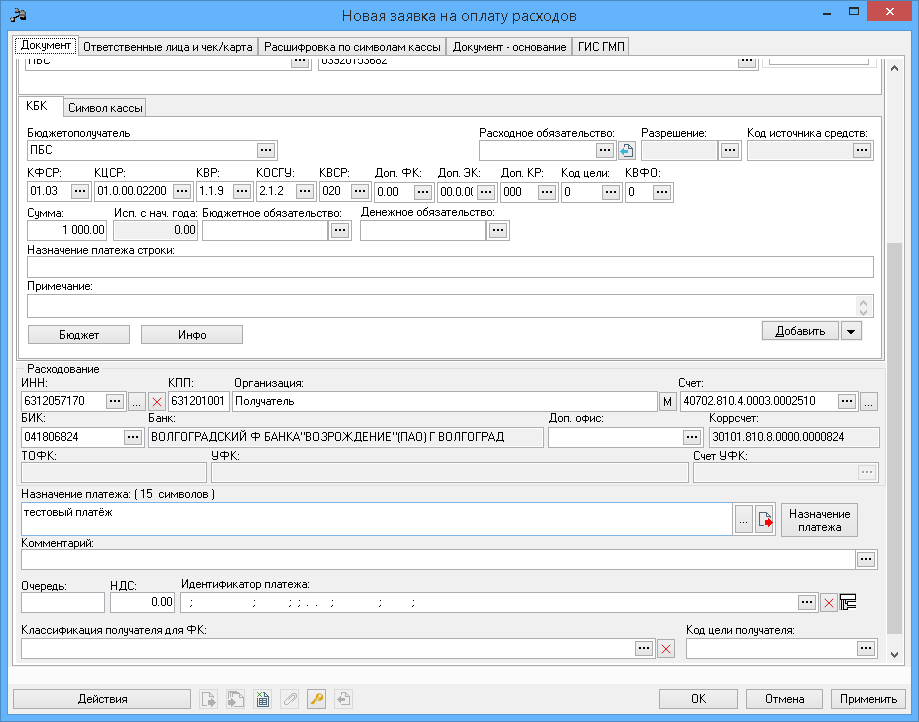 Новая заявка на оплату расходов
Документ Ответственные лица и чек/карта Расшифровка по символам кассы Документ - основание ГИС ГМП
ПБС ... 03920153682 ...
КБК Символ кассы
Бюджетополучатель Расходное обязательство: Разрешение: Код источника средств:
ПБС ... ... ... ...
КФСР: КЦСР: КВР: КОСГУ: КВСР: Доп. ФК: Доп. ЭК: Доп. КР: Код цели: КВФО:
01.03 ... 01.0.00.02200 ... 1.1.9 ... 2.1.2 ... 020 ... 0.00 ... 00.0.00 ... 000 ... 0 ... 0 ...
Сумма: Исп. с нач. года: Бюджетное обязательство: Денежное обязательство:
1 000.00 0.00 ... ...
Назначение платежа строки:
Примечание:
Бюджет Инфо Добавить
Расходование
ИНН: КПП: Организация: Счет:
6312057170 ... ... 631201001 Получатель М 40702.810.4.0003.0002510 ... ...
БИК: Банк: Доп. офис: Коррсчет:
041806824 ... ВОЛГОГРАДСКИЙ Ф БАНКА"ВОЗРОЖДЕНИЕ"(ПАО) Г ВОЛГОГРАД ... 30101.810.8.0000.0000824
ТОФК: УФК: Счет УФК:
...
Назначение платежа: ( 15 символов )
тестовый платёж ... Назначение платежа
Комментарий:
...
Очередь: НДС: Идентификатор платежа:
0.00 ; ; ; ; . . ; ; ; ...
Классификация получателя для ФК: Код цели получателя:
... ...
Действия ОК Отмена Применить